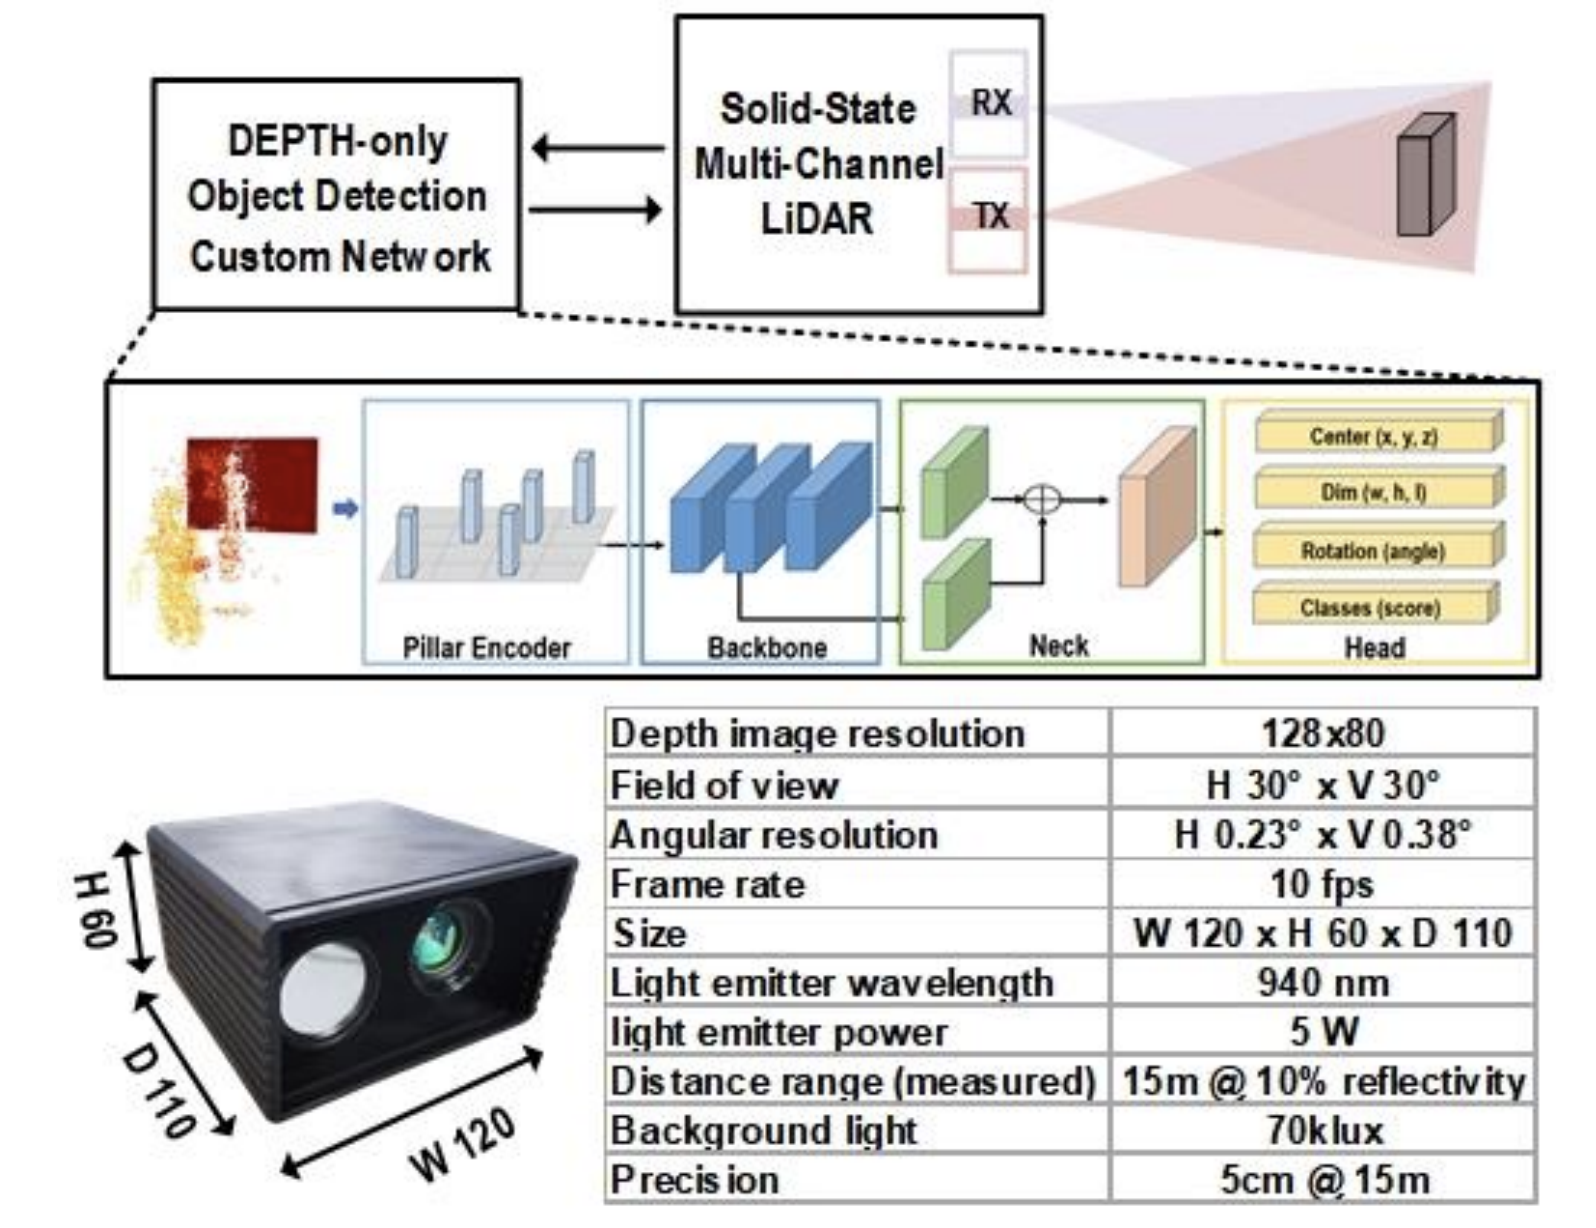 DEPTH-only
Object Detection
Custom Network
Solid-State
Multi-Channel
LiDAR
RX
TX
Pillar Encoder
Backbone
Neck
Center (x, y, z)
Dim (w, h, l)
Rotation (angle)
Classes (score)
Head
H 60
D 110
W 120
Depth image resolution 128x80
Field of view H 30° x V 30°
Angular resolution H 0.23° x V 0.38°
Frame rate 10 fps
Size W 120 x H 60 x D 110
Light emitter wavelength 940 nm
light emitter power 5 W
Distance range (measured) 15m @ 10% reflectivity
Background light 70klux
Precision 5cm @ 15m